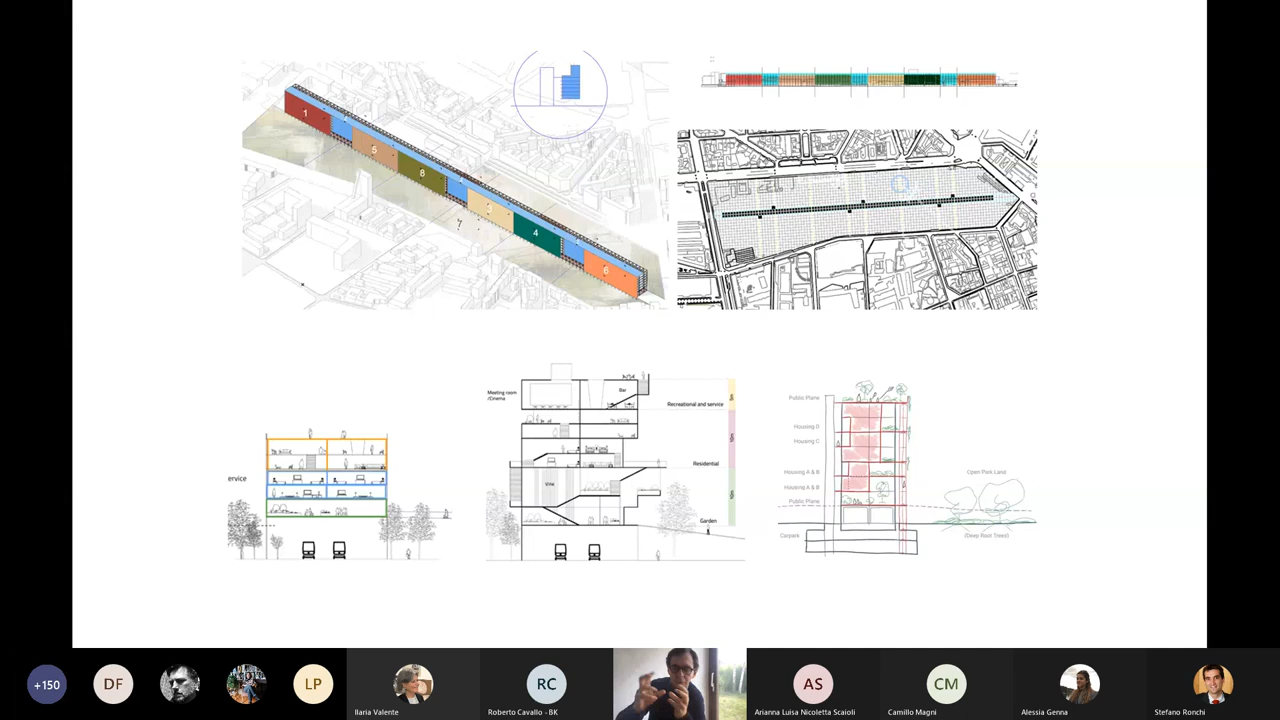 1
5
8
3
7
4
6
ervice
Meeting room
/Cinema
Bar
Recreational and service
Residential
Vine
Garden
Public Plane
Housing D
Housing C
Housing A & B
Housing A & B
Public Plane
Carpark
Open Park Land
(Deep Root Trees)
+150
DF
LP
Ilaria Valente
RC
Roberto Cavallo - BK
AS
Arianna Luisa Nicoletta Scaioli
CM
Camillo Magni
Alessia Genna
Stefano Ronchi